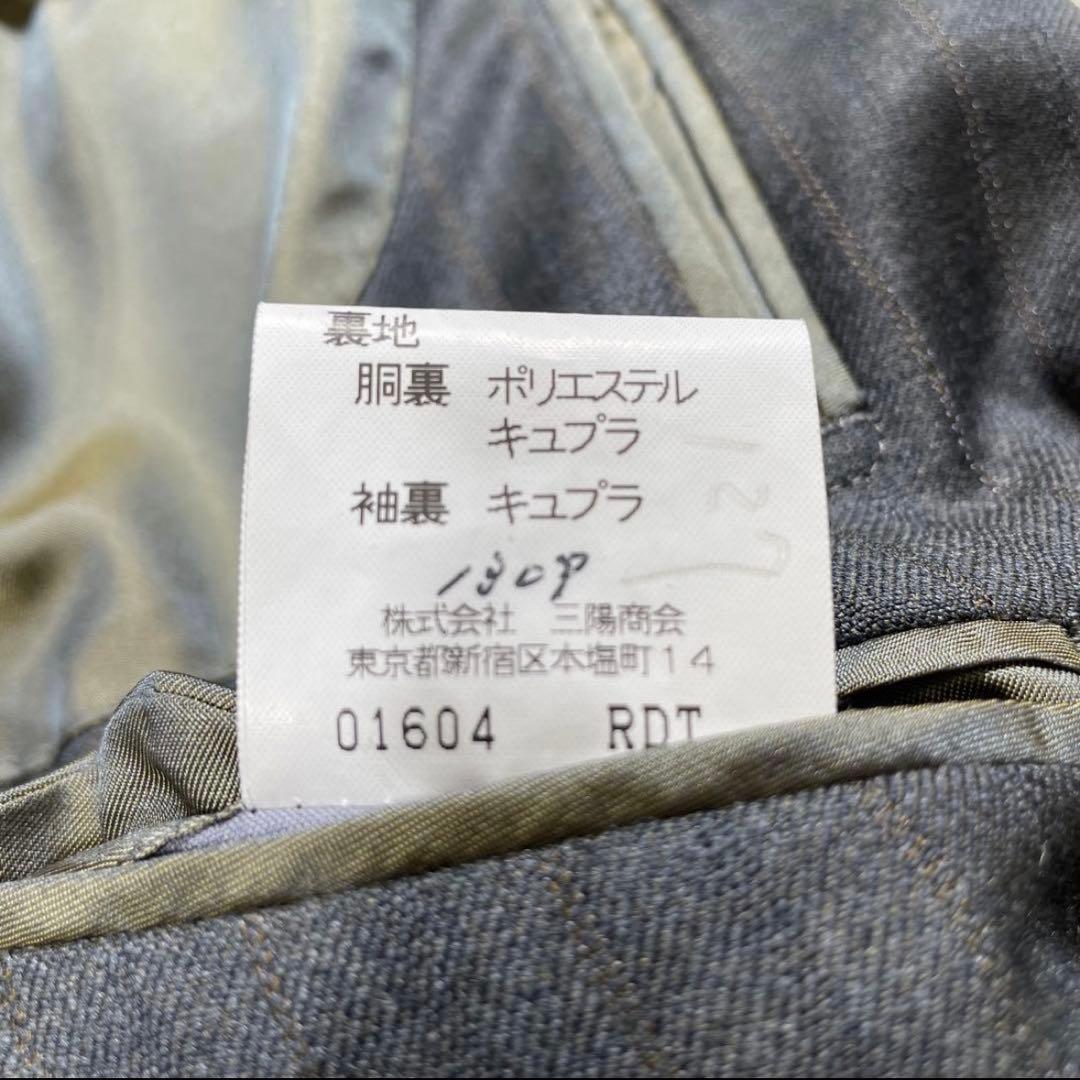 裏地
胴裏 ポリエステル
キュプラ
袖裏 キュプラ
株式会社 三陽商会
東京都新宿区本塩町14
01604 RDT